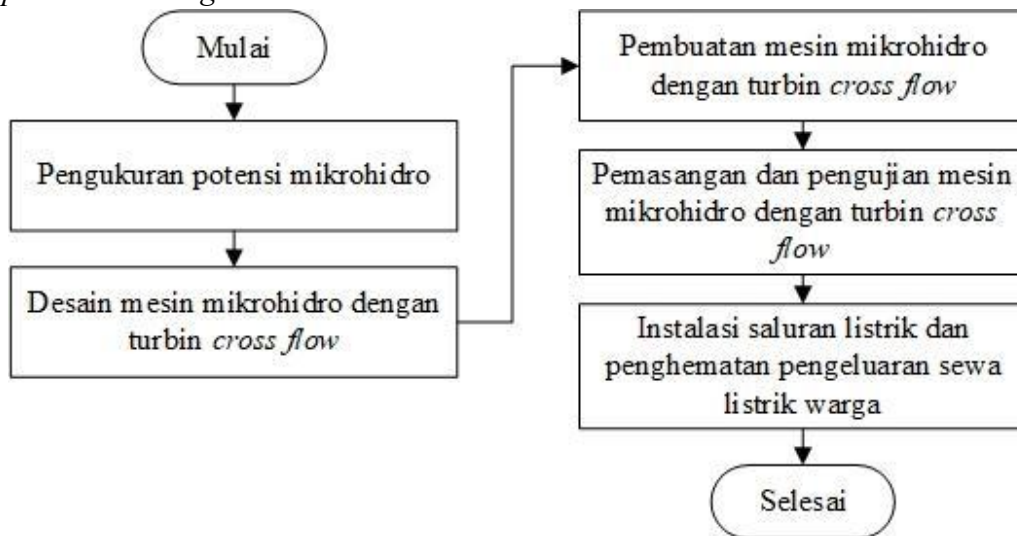 Mulai
Pengukuran potensi mikrohidro
Desain mesin mikrohidro dengan
turbin cross flow
Pembuatan mesin mikrohidro
dengan turbin cross flow
Pemasangan dan pengujian mesin
mikrohidro dengan turbin cross
flow
Instalasi saluran listrik dan
penghematan pengeluaran sewa
listrik warga
Selesai